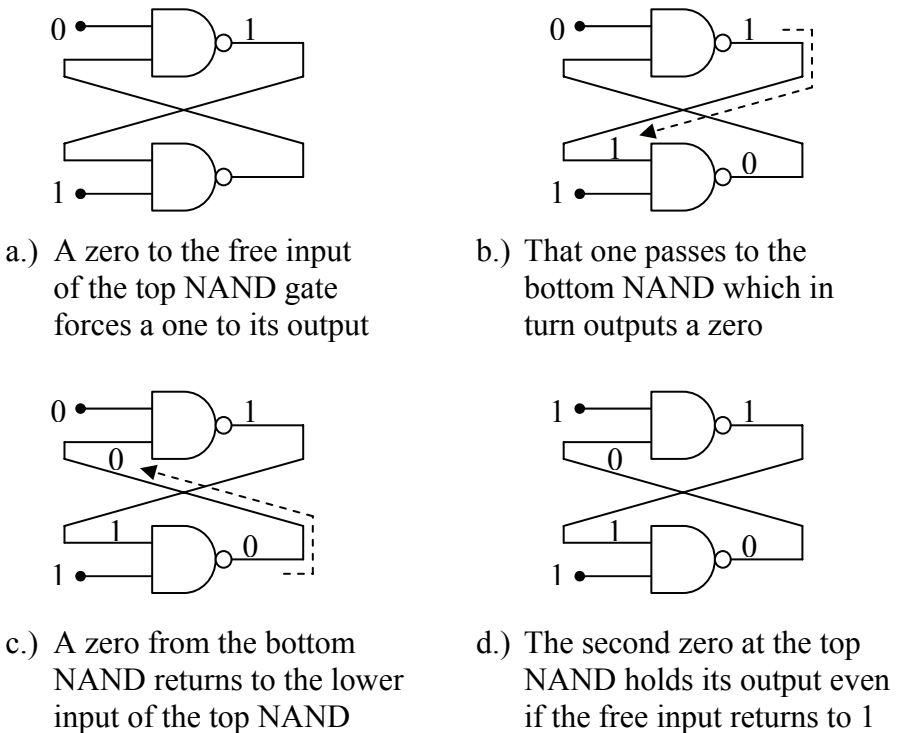 0 1
1
a.) A zero to the free input
of the top NAND gate
forces a one to its output
0 1
1 0
1
b.) That one passes to the
bottom NAND which in
turn outputs a zero
0 1
0
1 0
1
c.) A zero from the bottom
NAND returns to the lower
input of the top NAND
1 1
0
1 0
1
d.) The second zero at the top
NAND holds its output even
if the free input returns to 1